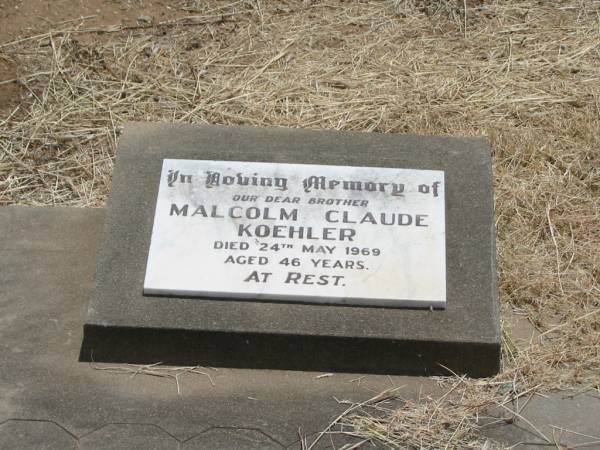 In Loving Memory of
OUR DEAR BROTHER
MALCOLM CLAUDE
KOEHLER
DIED 24TH MAY 1969
AGED 46 YEARS.
AT REST.